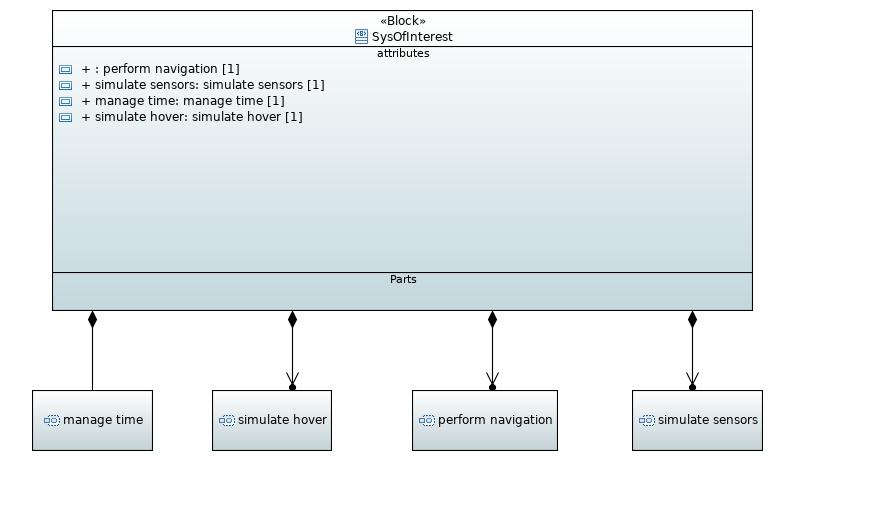 «Block»
SysOfInterest
attributes
+ : perform navigation [1]
+ simulate sensors: simulate sensors [1]
+ manage time: manage time [1]
+ simulate hover: simulate hover [1]
Parts
manage time
simulate hover
perform navigation
simulate sensors